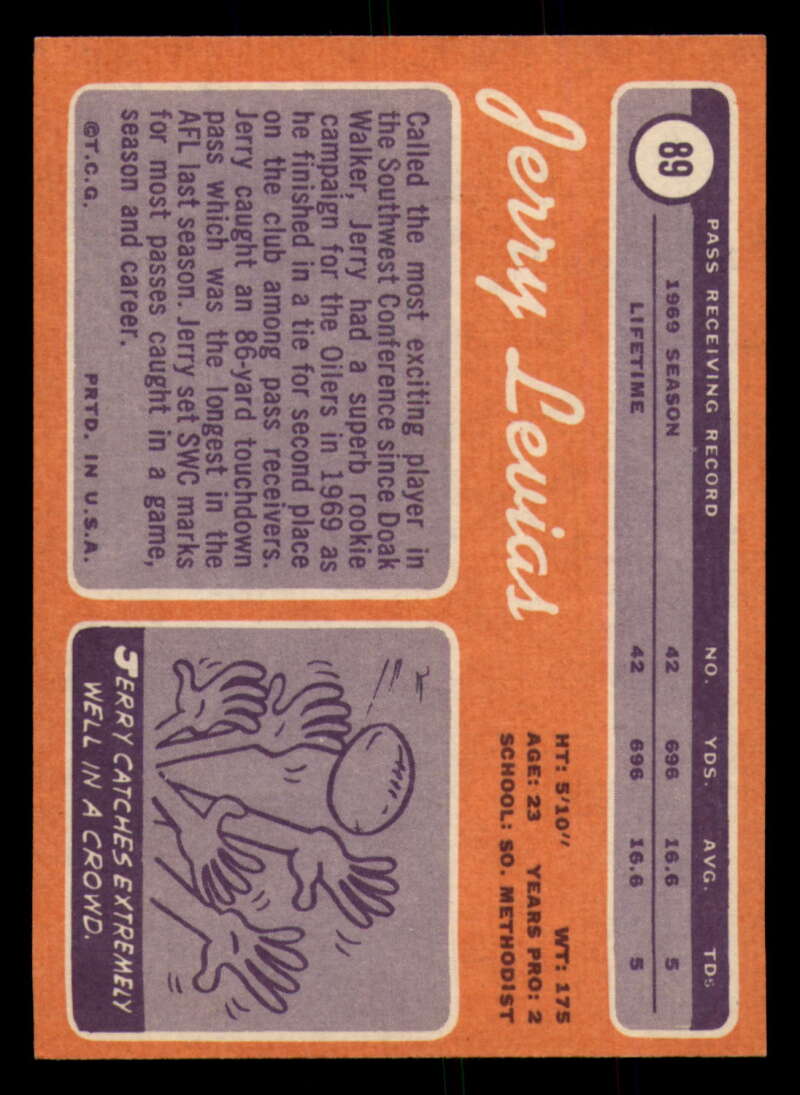 89
PASS RECEIVING RECORD NO. YDS. AVG. TDs
1969 SEASON 42 696 16.6 5
LIFETIME 42 696 16.6 5
Jerry Levias
HT: 5'10" WT: 175
AGE: 23 YEARS PRO: 2
SCHOOL: SO. METHODIST
Called the most exciting player in
the Southwest Conference since Doak
Walker, Jerry had a superb rookie
campaign for the Oilers in 1969 as
he finished in a tie for second place
on the club among pass receivers.
Jerry caught an 86-yard touchdown
pass which was the longest in the
AFL last season. Jerry set SWC marks
for most passes caught in a game,
season and career.
©T.C.G. PRTD. IN U.S.A.
JERRY CATCHES EXTREMELY
WELL IN A CROWD.